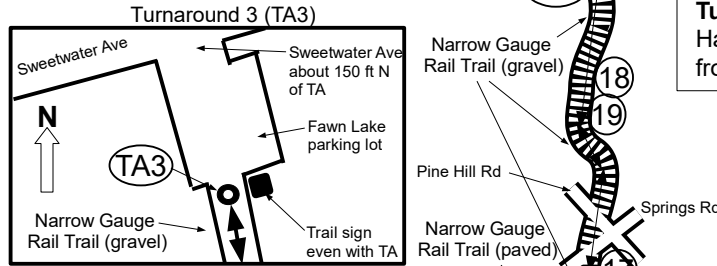 Turnaround 3 (TA3)
Sweetwater Ave
Sweetwater Ave
about 150 ft N
of TA
N
Fawn Lake
parking lot
TA3
Narrow Gauge
Rail Trail (gravel)
Trail sign
even with TA
Narrow Gauge
Rail Trail (gravel)
18
19
Pine Hill Rd
Springs Rd
Narrow Gauge
Rail Trail (paved)
17
Ha
fro